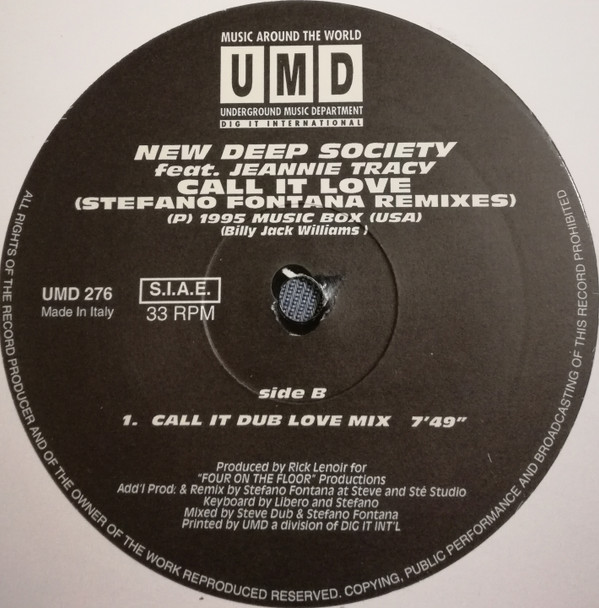 MUSIC AROUND THE WORLD
UMD
UNDERGROUND MUSIC DEPARTMENT
DIG IT INTERNATIONAL
NEW DEEP SOCIETY
feat. JEANNIE TRACY
CALL IT LOVE
(STEFANO FONTANA REMIXES)
(P) 1995 MUSIC BOX (USA)
(Billy Jack Williams )
UMD 276
Made In Italy
S.I.A.E.
33 RPM
side B
1. CALL IT DUB LOVE MIX 7'49"
Produced by Rick Lenoir for
"FOUR ON THE FLOOR" Productions
Add'l Prod: & Remix by Stefano Fontana at Steve and Sté Studio
Keyboard by Libero and Stefano
Mixed by Steve Dub & Stefano Fontana
Printed by UMD a division of DIG IT INT'L
ALL RIGHTS OF THE RECORD PRODUCER AND OF THE OWNER OF THE WORK REPRODUCED RESERVED. COPYING, PUBLIC PERFORMANCE AND BROADCASTING OF THIS RECORD PROHIBITED